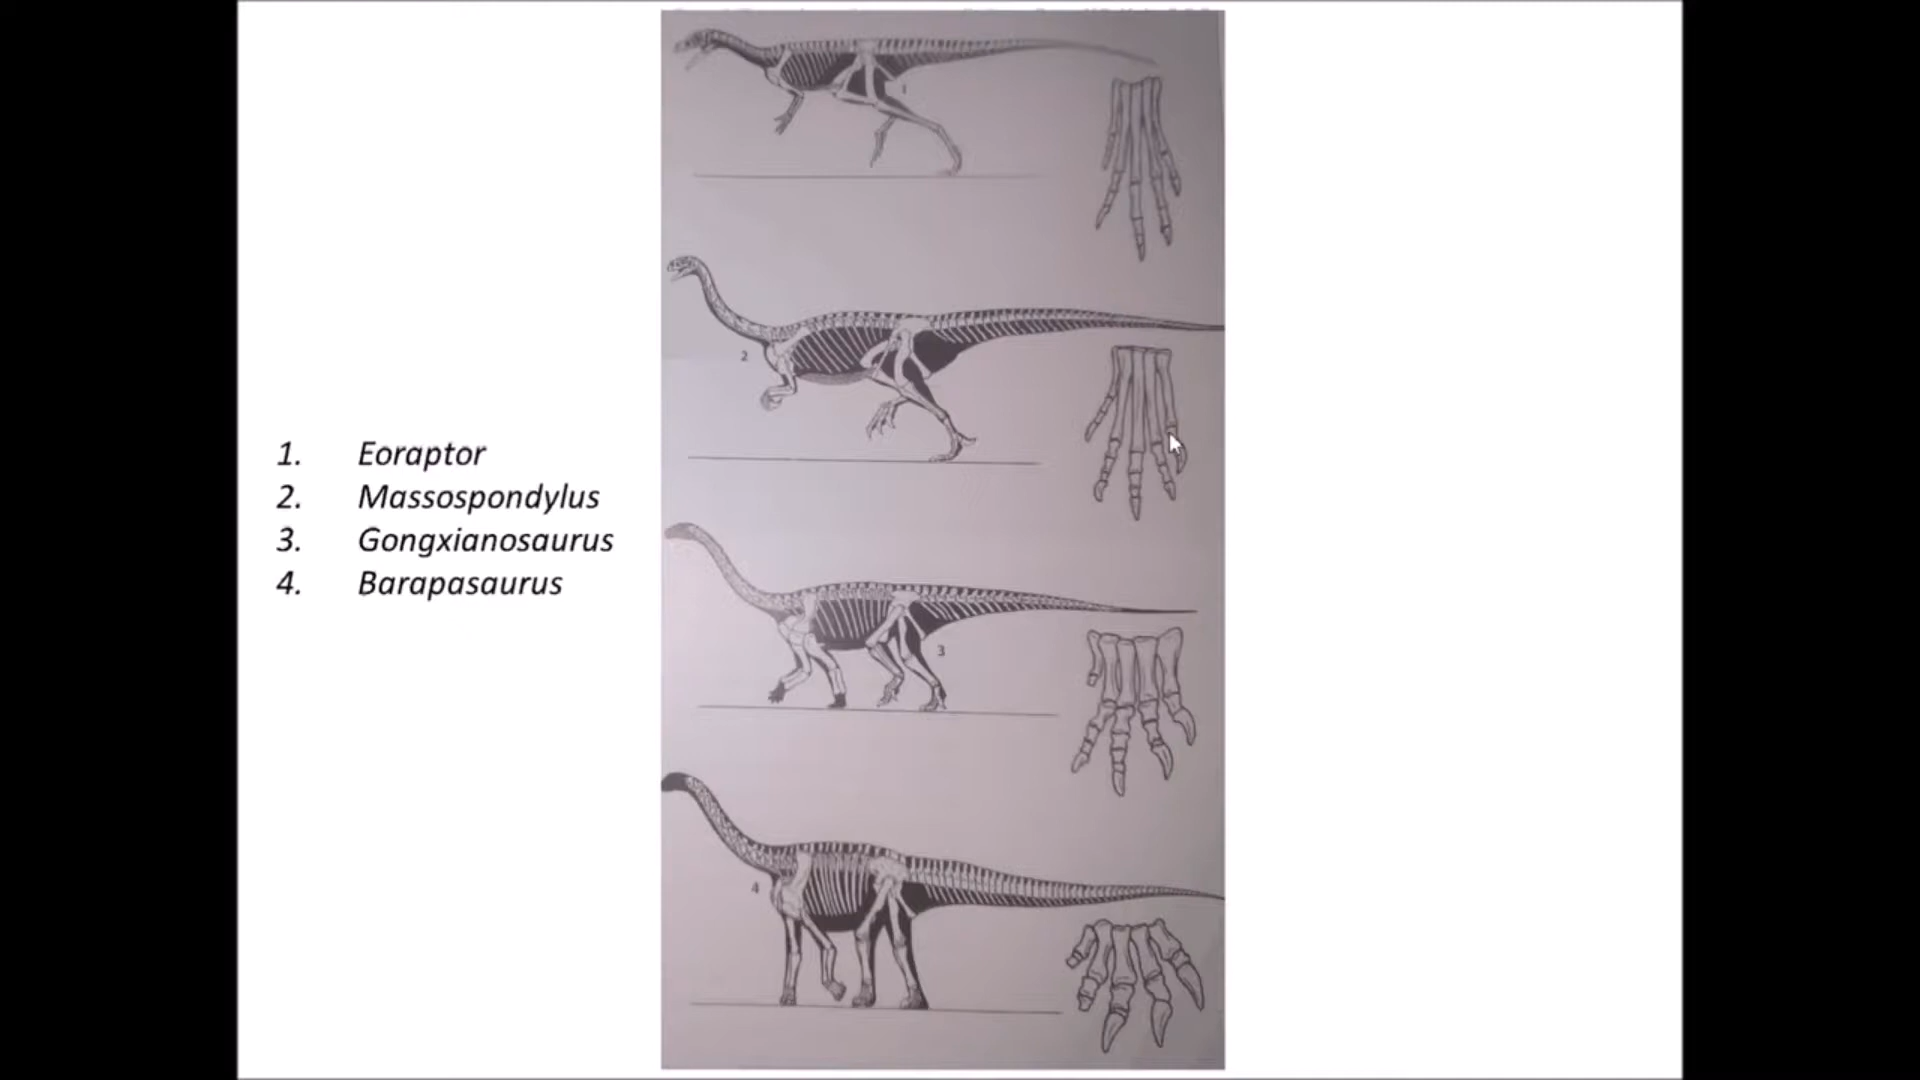 1. Eoraptor
2. Massospondylus
3. Gongxianosaurus
4. Barapasaurus
1
2
3
4